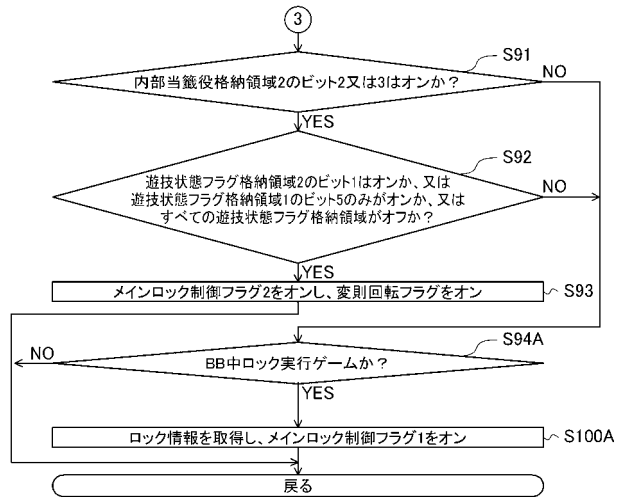 3
S91
内部当籤役格納領域2のビット2又は3はオンか？
NO
YES
S92
遊技状態フラグ格納領域2のビット1はオンか、又は
遊技状態フラグ格納領域1のビット5のみがオンか、又は
すべての遊技状態フラグ格納領域がオフか？
NO
YES
メインロック制御フラグ2をオンし、変則回転フラグをオン
S93
S94A
NO
BB中ロック実行ゲームか？
YES
ロック情報を取得し、メインロック制御フラグ1をオン
S100A
戻る